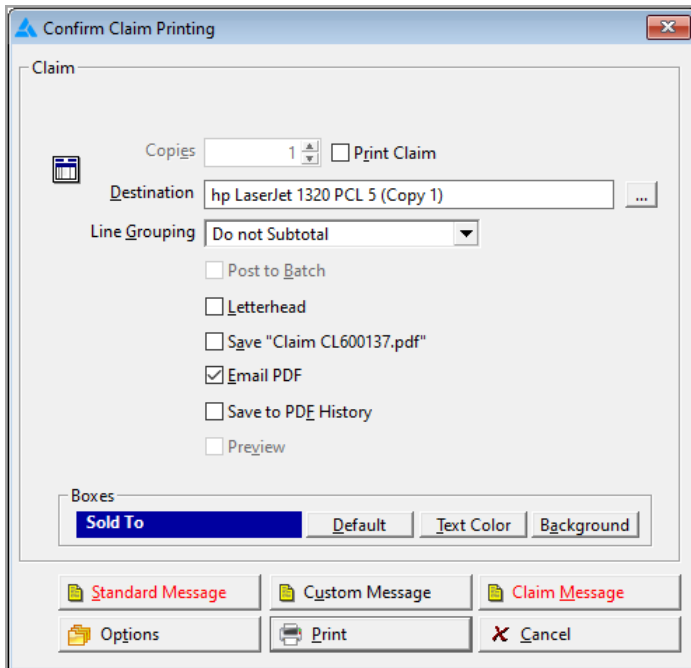 Confirm Claim Printing
Claim
Copies 1 Print Claim
Destination hp LaserJet 1320 PCL 5 (Copy 1) ...
Line Grouping Do not Subtotal
Post to Batch
Letterhead
Save "Claim CL600137.pdf"
Email PDF
Save to PDF History
Preview
Boxes
Sold To Default Text Color Background
Standard Message Custom Message Claim Message
Options Print Cancel